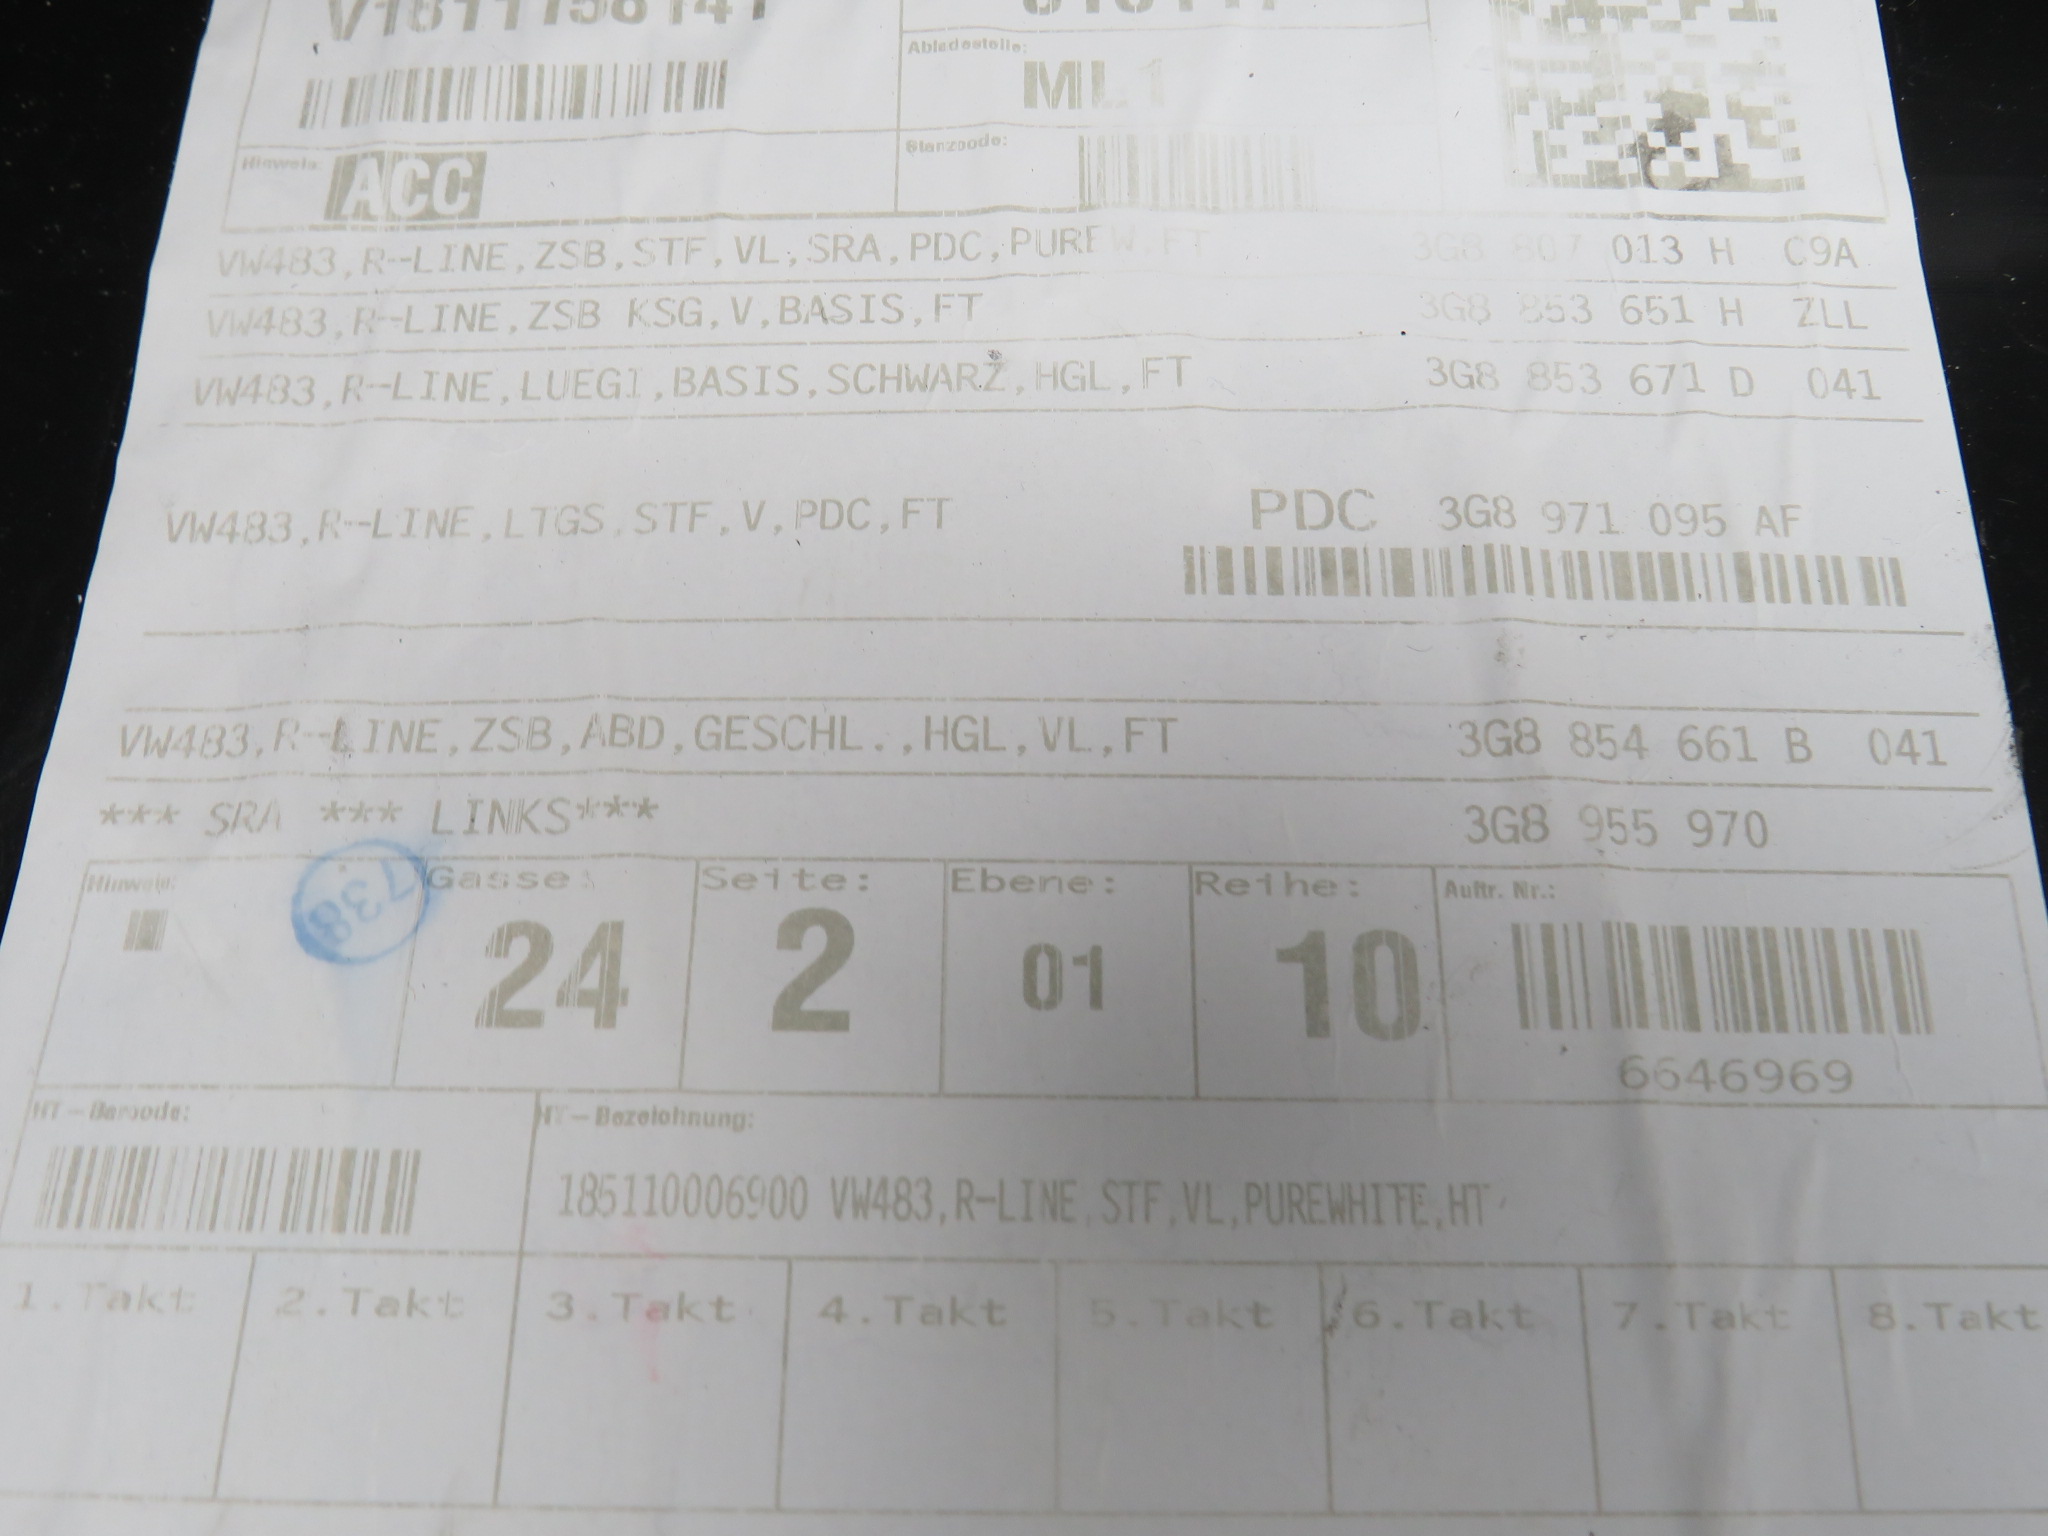 Abladestelle:
ML1
Hinweis:
ACC
Stanzcode:
VW483,R-LINE,ZSB,STF,VL,SRA,PDC,PUREW.FT 3G8 807 013 H C9A
VW483,R-LINE,ZSB KSG,V,BASIS,FT 3G8 853 651 H ZLL
VW483,R-LINE,LUEGI,BASIS,SCHWARZ,HGL,FT 3G8 853 671 D 041
VW483,R-LINE,LTGS,STF,V,PDC,FT PDC 3G8 971 095 AF
VW483,R-LINE,ZSB,ABD,GESCHL.,HGL,VL,FT 3G8 854 661 B 041
*** SRA *** LINKS*** 3G8 955 970
Hinweis: Gasse: Seite: Ebene: Reihe: Auftr. Nr.:
738
24 2 01 10
6646969
HT-Barcode: HT-Bezeichnung:
185110006900 VW483,R-LINE,STF,VL,PUREWHITE,HT
1.Takt 2.Takt 3.Takt 4.Takt 5.Takt 6.Takt 7.Takt 8.Takt